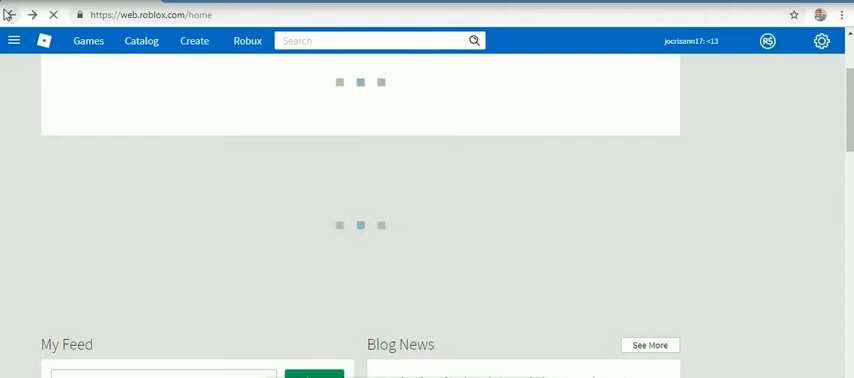 https://web.roblox.com/home
Games Catalog Create Robux Search jocrisann17: <13 R$
My Feed Blog News See More